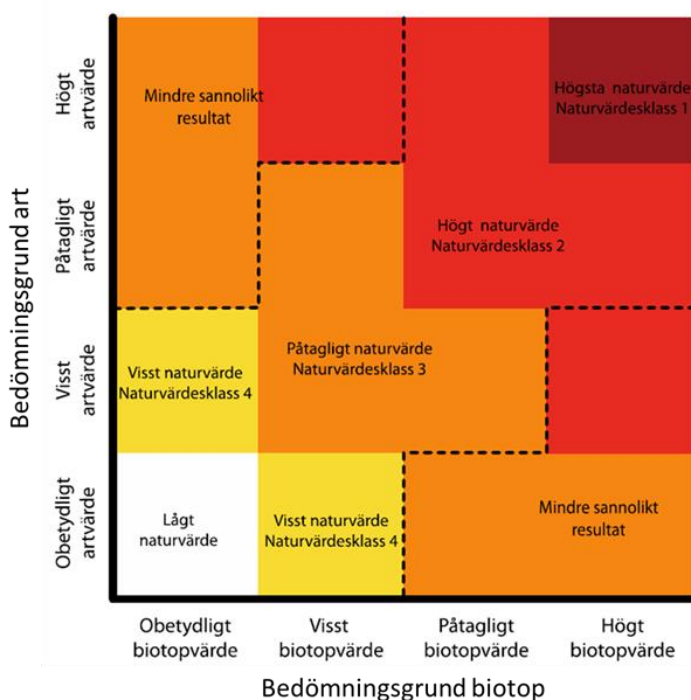 Bedömningsgrund art
Högt
artvärde
Påtagligt
artvärde
Visst
artvärde
Obetydligt
artvärde
Mindre sannolikt
resultat
Högsta naturvärde
Naturvärdesklass 1
Högt naturvärde
Naturvärdesklass 2
Påtagligt naturvärde
Naturvärdesklass 3
Visst naturvärde
Naturvärdesklass 4
Lågt
naturvärde
Visst naturvärde
Naturvärdesklass 4
Mindre sannolikt
resultat
Obetydligt
biotopvärde
Visst
biotopvärde
Påtagligt
biotopvärde
Högt
biotopvärde
Bedömningsgrund biotop